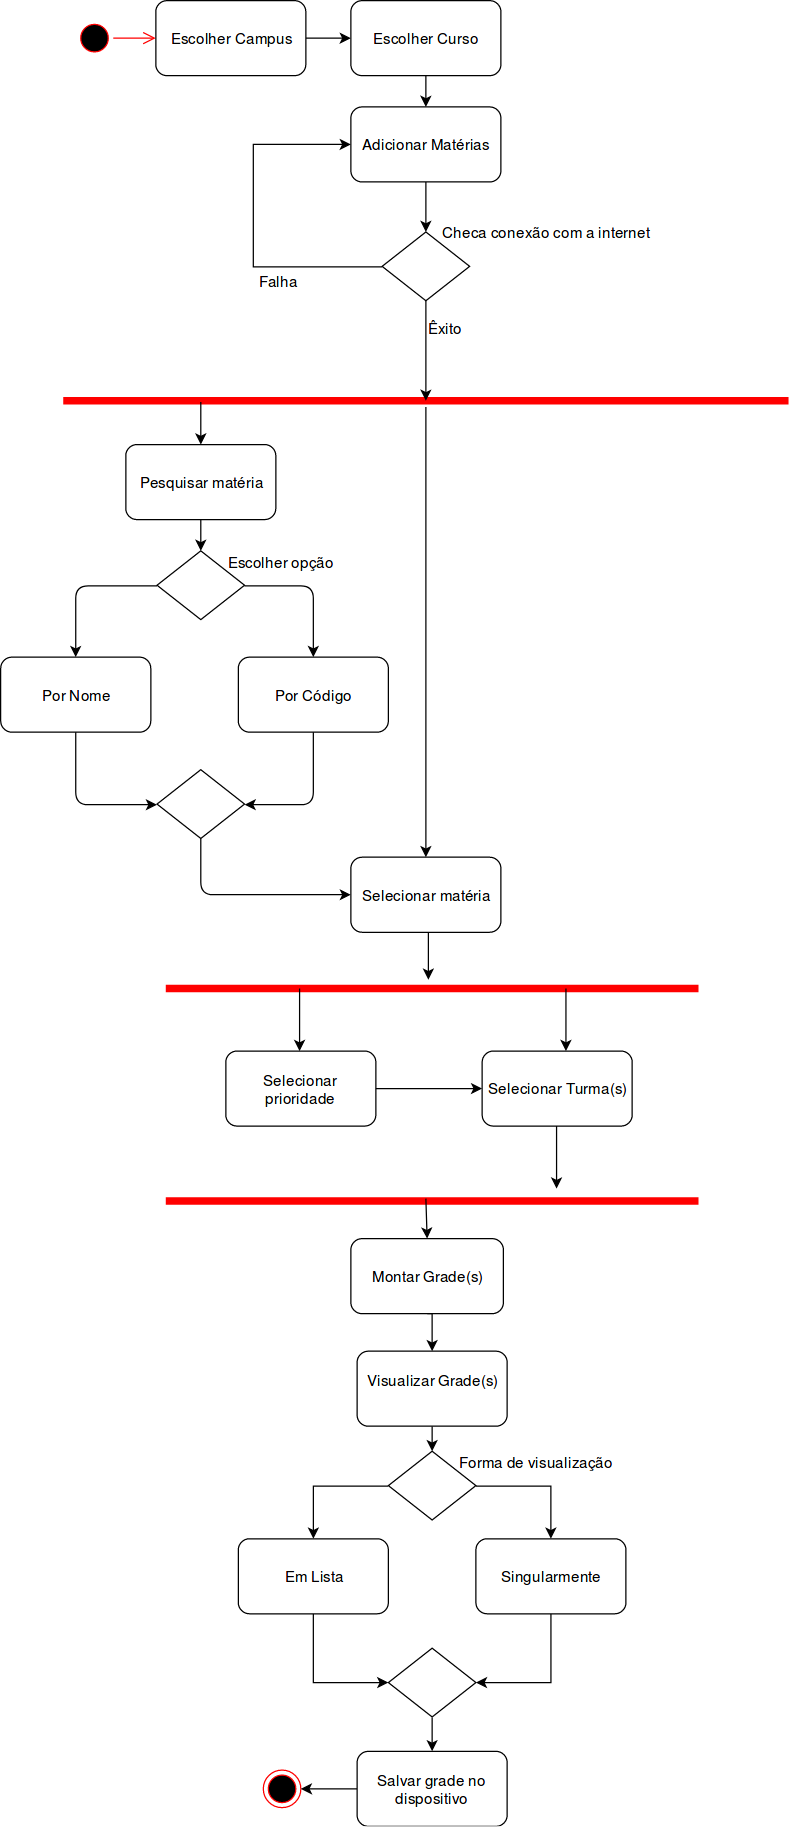 Escolher Campus
Escolher Curso
Adicionar Matérias
Checa conexão com a internet
Falha
Êxito
Pesquisar matéria
Escolher opção
Por Nome
Por Código
Selecionar matéria
Selecionar
prioridade
Selecionar Turma(s)
Montar Grade(s)
Visualizar Grade(s)
Forma de visualização
Em Lista
Singularmente
Salvar grade no
dispositivo